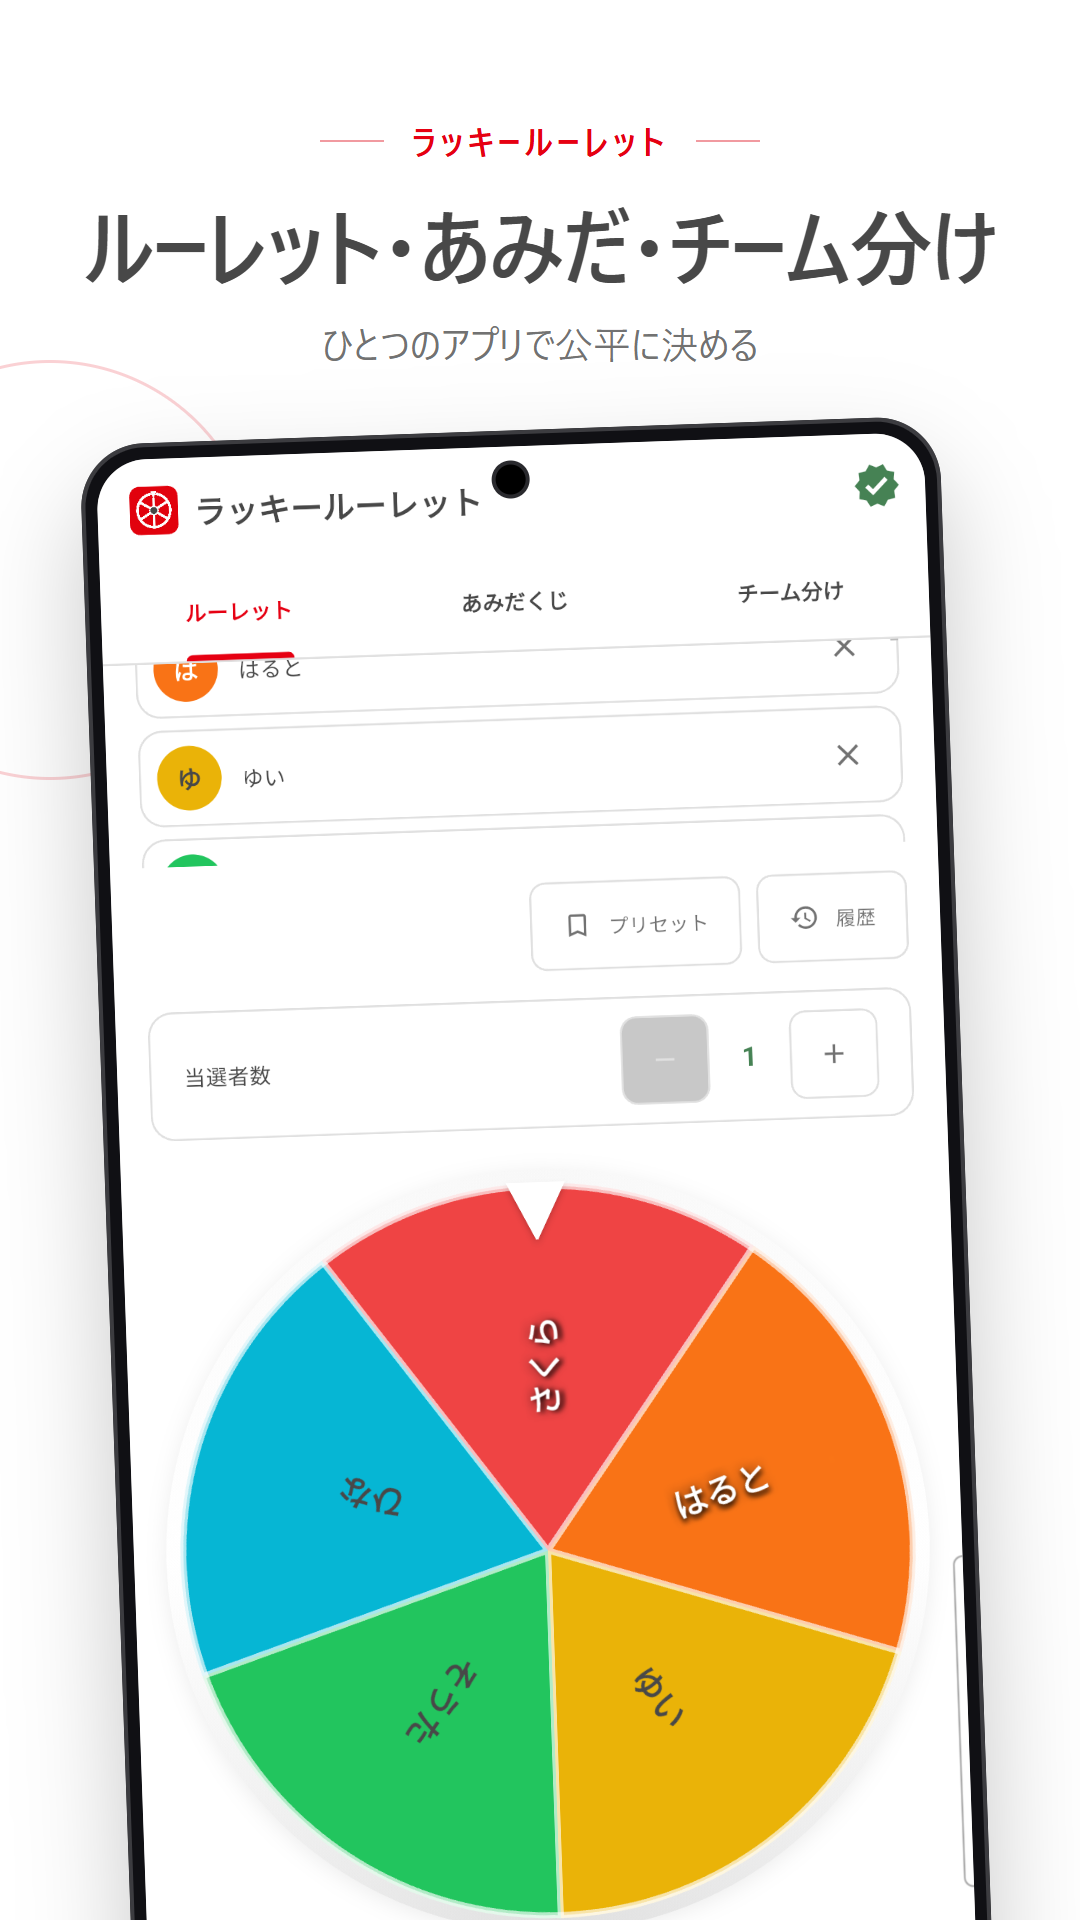 ラッキールーレット
ルーレット・あみだ・チーム分け
ひとつのアプリで公平に決める
ラッキールーレット
ルーレット
あみだくじ
チーム分け
は
はると
ゆ
ゆい
プリセット
履歴
当選者数
1
さくら
はると
ゆい
そうた
ひな